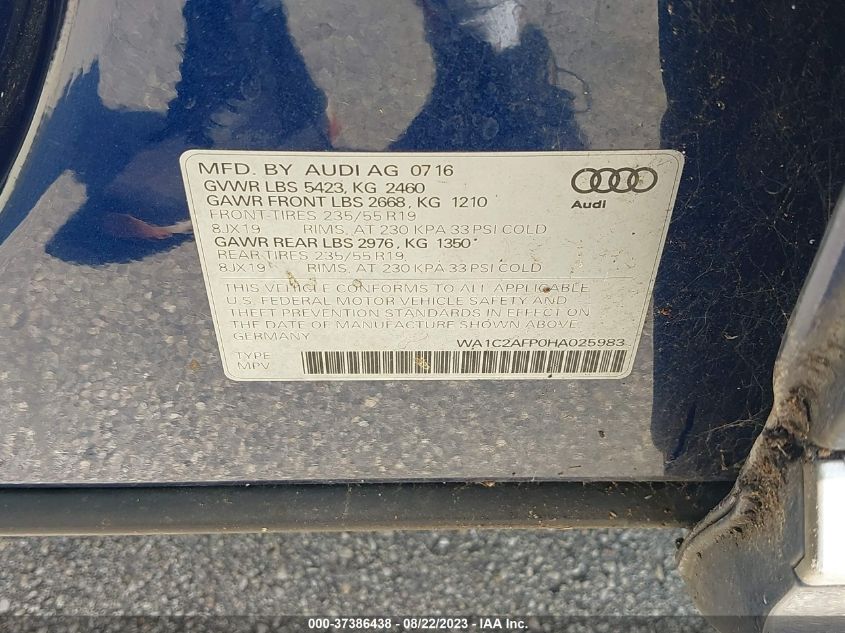 MFD. BY AUDI AG 07 16
GVWR LBS 5423, KG 2460
GAWR FRONT LBS 2668, KG 1210
FRONT-TIRES 235/55 R19
8JX19 RIMS, AT 230 KPA 33 PSI COLD
GAWR REAR LBS 2976, KG 1350
REAR TIRES 235/55 R19
8JX19 RIMS, AT 230 KPA 33 PSI COLD
Audi
THIS VEHICLE CONFORMS TO ALL APPLICABLE
U.S. FEDERAL MOTOR VEHICLE SAFETY AND
THEFT PREVENTION STANDARDS IN EFFECT ON
THE DATE OF MANUFACTURE SHOWN ABOVE.
GERMANY WA1C2AFP0HA025983
TYPE
MPV
000-37386438 - 08/22/2023 - IAA Inc.